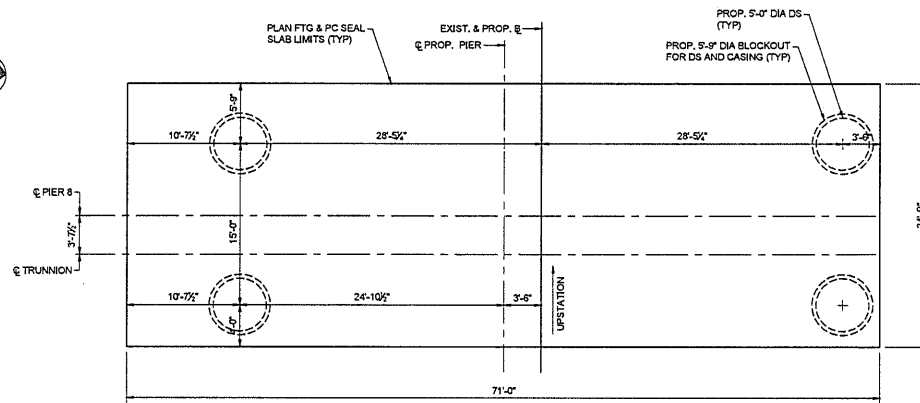 PLAN FTG & PC SEAL
SLAB LIMITS (TYP)
EXIST. & PROP. ℄
℄ PROP. PIER
PROP. 5'-0" DIA DS
(TYP)
PROP. 5'-9" DIA BLOCKOUT
FOR DS AND CASING (TYP)
5'-9"
10'-7½"
28'-5¼"
28'-5¼"
3'-6"
℄ PIER 8
3'-7½"
15'-0"
℄ TRUNNION
10'-7½"
24'-10½"
3'-6"
UPSTATION
71'-0"